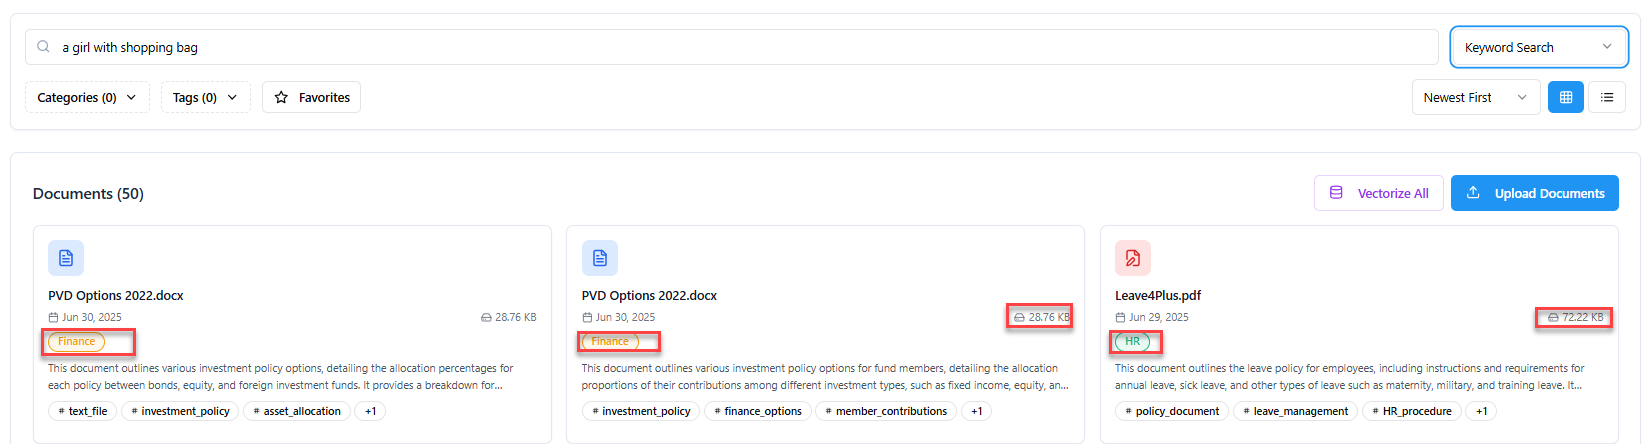 a girl with shopping bag
Keyword Search
Categories (0)
Tags (0)
Favorites
Newest First
Documents (50)
Vectorize All
Upload Documents
PVD Options 2022.docx
Jun 30, 2025
28.76 KB
Finance
This document outlines various investment policy options, detailing the allocation percentages for
each policy between bonds, equity, and foreign investment funds. It provides a breakdown for...
# text_file
# investment_policy
# asset_allocation
+1
PVD Options 2022.docx
Jun 30, 2025
28.76 KB
Finance
This document outlines various investment policy options for fund members, detailing the allocation
proportions of their contributions among different investment types, such as fixed income, equity, an...
# investment_policy
# finance_options
# member_contributions
+1
Leave4Plus.pdf
Jun 29, 2025
72.22 KB
HR
This document outlines the leave policy for employees, including instructions and requirements for
annual leave, sick leave, and other types of leave such as maternity, military, and training leave. It...
# policy_document
# leave_management
# HR_procedure
+1